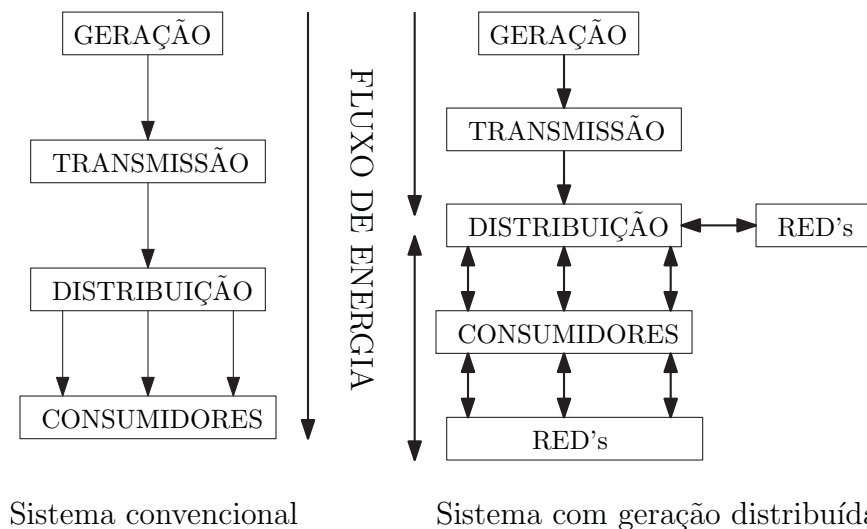 GERAÇÃO
TRANSMISSÃO
DISTRIBUIÇÃO
CONSUMIDORES
FLUXO DE ENERGIA
GERAÇÃO
TRANSMISSÃO
DISTRIBUIÇÃO
RED's
CONSUMIDORES
RED's
Sistema convencional
Sistema com geração distribuída